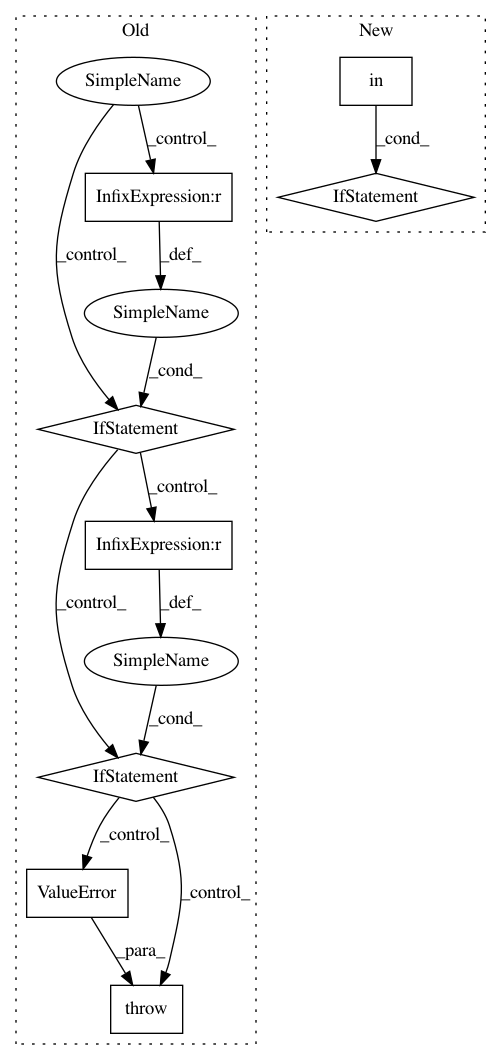 Old
New
SimpleName
in
_control_
_cond_
InfixExpression:r
IfStatement
_control_
_def_
SimpleName
_cond_
IfStatement
_control_
InfixExpression:r
_control_
_def_
SimpleName
_cond_
IfStatement
_control_
ValueError
_control_
_para_
throw